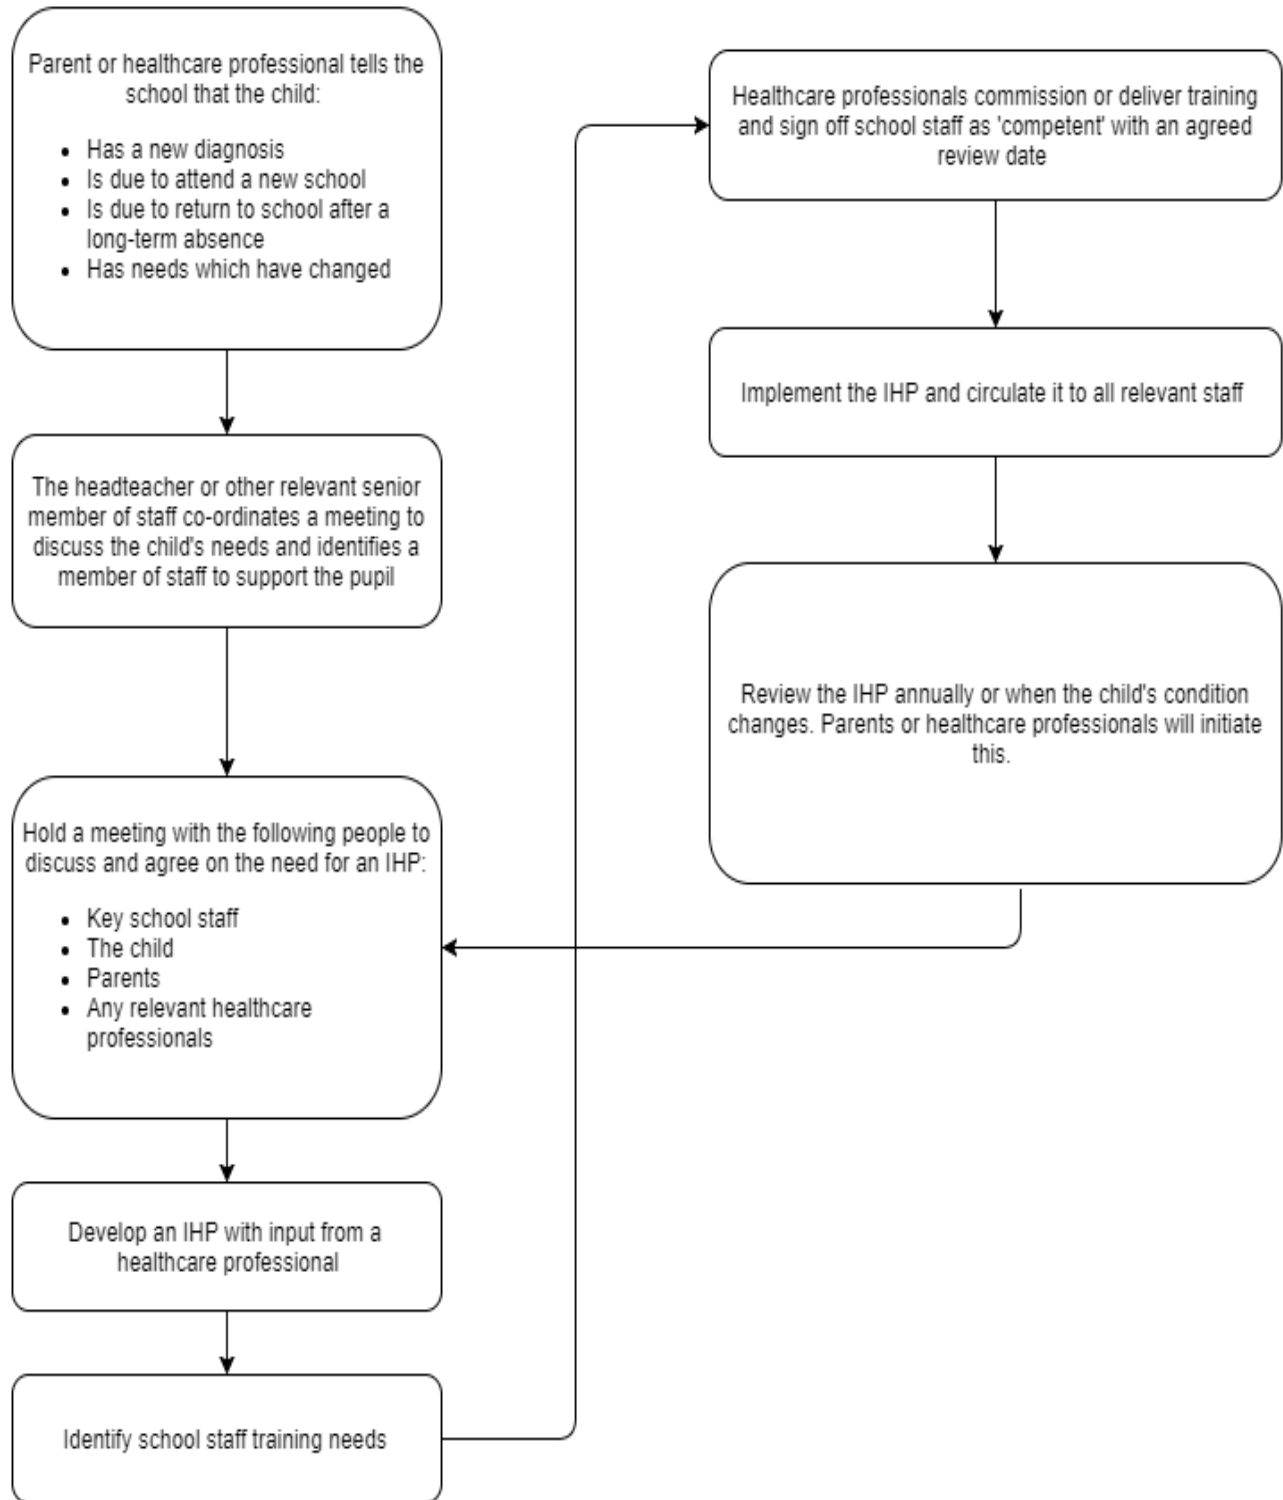 Parent or healthcare professional tells the
school that the child:
• Has a new diagnosis
• Is due to attend a new school
• Is due to return to school after a
long-term absence
• Has needs which have changed
The headteacher or other relevant senior
member of staff co-ordinates a meeting to
discuss the child's needs and identifies a
member of staff to support the pupil
Hold a meeting with the following people to
discuss and agree on the need for an IHP:
• Key school staff
• The child
• Parents
• Any relevant healthcare
professionals
Develop an IHP with input from a
healthcare professional
Identify school staff training needs
Healthcare professionals commission or deliver training
and sign off school staff as 'competent' with an agreed
review date
Implement the IHP and circulate it to all relevant staff
Review the IHP annually or when the child's condition
changes. Parents or healthcare professionals will initiate
this.